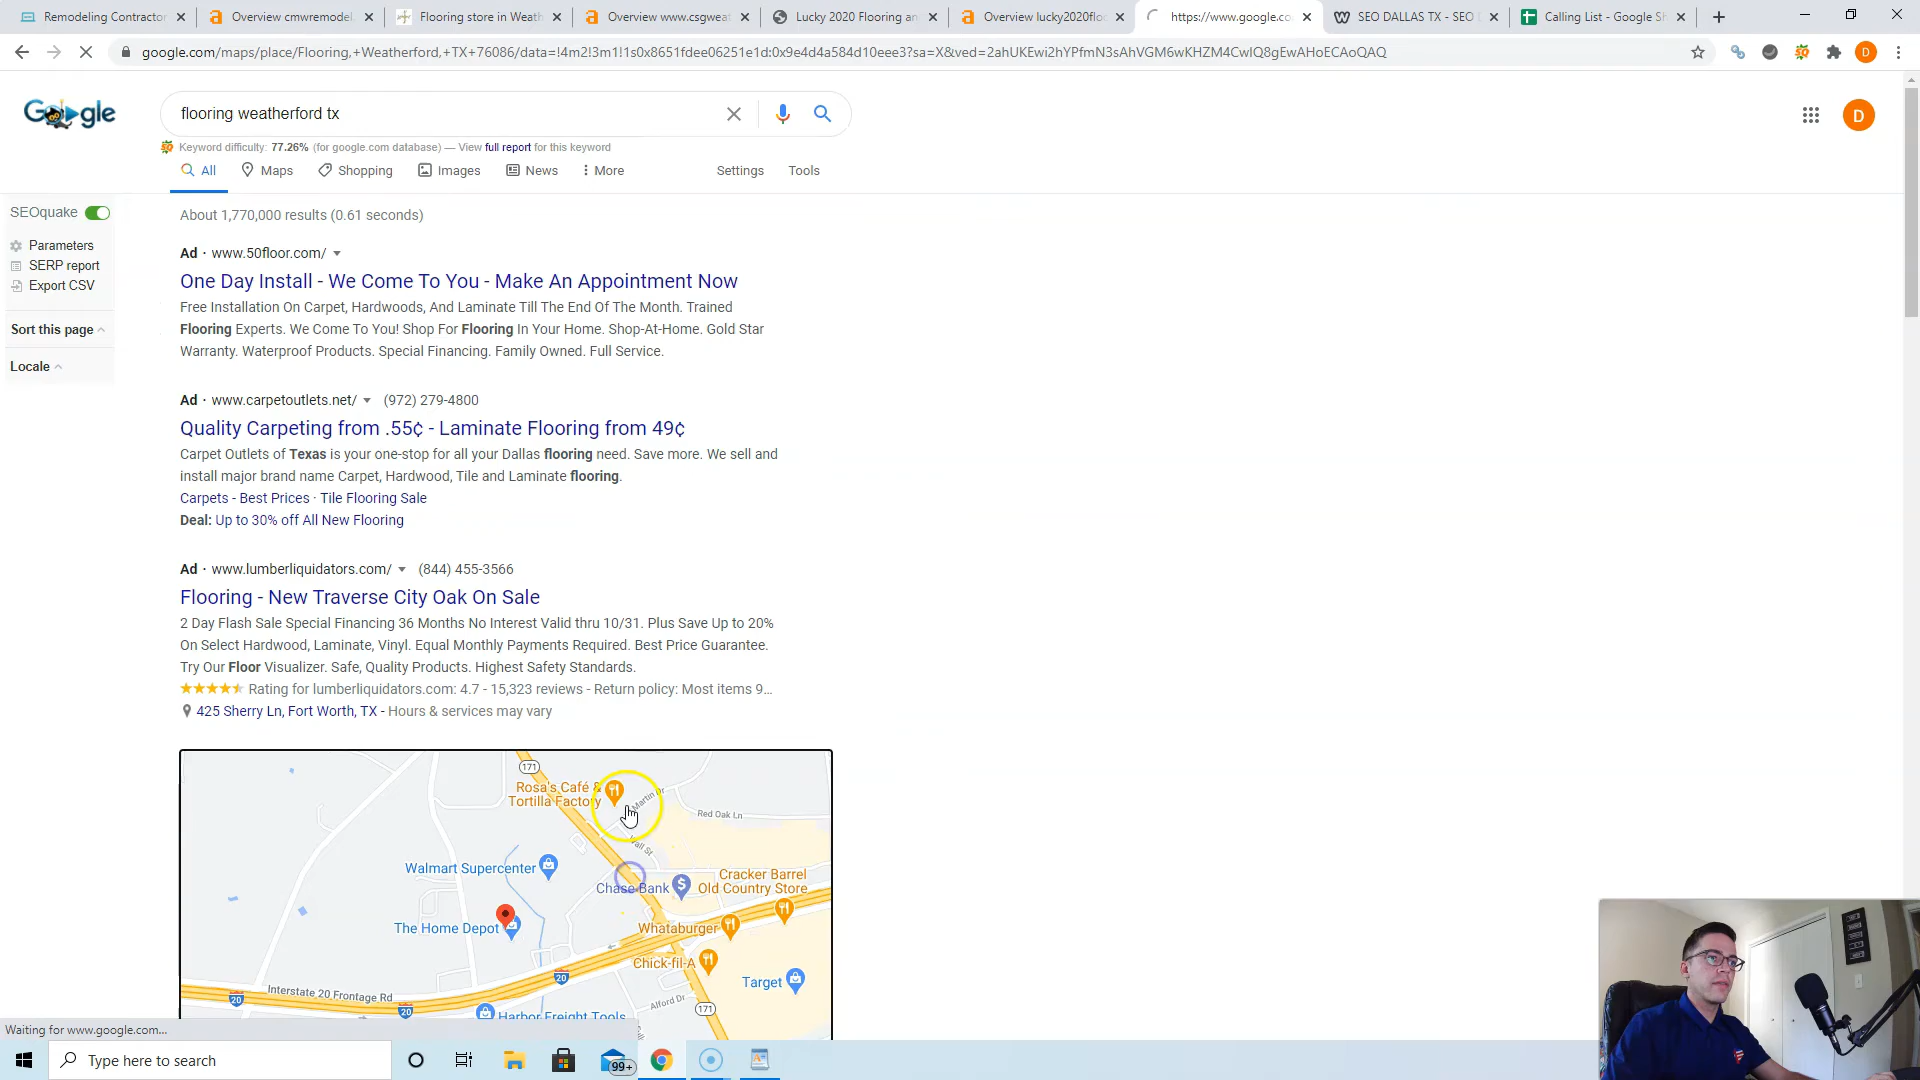 Remodeling Contractor
Overview cmwremodel
Flooring store in Weath
Overview www.csgweat
Lucky 2020 Flooring an
Overview lucky2020floo
https://www.google.co
SEO DALLAS TX - SEO D
Calling List - Google Sh
google.com/maps/place/Flooring,+Weatherford,+TX+76086/data=!4m2!3m1!1s0x8651fdee06251e1d:0x9e4d4a584d10eee3?sa=X&ved=2ahUKEwi2hYPfmN3sAhVGM6wKHZM4CwIQ8gEwAHoECAoQAQ
D
Google
flooring weatherford tx
D
Keyword difficulty: 77.26% (for google.com database) — View full report for this keyword
All
Maps
Shopping
Images
News
More
Settings
Tools
SEOquake
Parameters
SERP report
Export CSV
Sort this page
Locale
About 1,770,000 results (0.61 seconds)
Ad · www.50floor.com/
One Day Install - We Come To You - Make An Appointment Now
Free Installation On Carpet, Hardwoods, And Laminate Till The End Of The Month. Trained
Flooring Experts. We Come To You! Shop For Flooring In Your Home. Shop-At-Home. Gold Star
Warranty. Waterproof Products. Special Financing. Family Owned. Full Service.
Ad · www.carpetoutlets.net/ (972) 279-4800
Quality Carpeting from .55¢ - Laminate Flooring from 49¢
Carpet Outlets of Texas is your one-stop for all your Dallas flooring need. Save more. We sell and
install major brand name Carpet, Hardwood, Tile and Laminate flooring.
Carpets - Best Prices · Tile Flooring Sale
Deal: Up to 30% off All New Flooring
Ad · www.lumberliquidators.com/ (844) 455-3566
Flooring - New Traverse City Oak On Sale
2 Day Flash Sale Special Financing 36 Months No Interest Valid thru 10/31. Plus Save Up to 20%
On Select Hardwood, Laminate, Vinyl. Equal Monthly Payments Required. Best Price Guarantee.
Try Our Floor Visualizer. Safe, Quality Products. Highest Safety Standards.
Rating for lumberliquidators.com: 4.7 - 15,323 reviews - Return policy: Most items 9...
425 Sherry Ln, Fort Worth, TX - Hours & services may vary
171
Rosa's Café &
Tortilla Factory
Martin Dr
Red Oak Ln
Wall St
Walmart Supercenter
Chase Bank
Cracker Barrel
Old Country Store
The Home Depot
Whataburger
Chick-fil-A
Target
20
Interstate 20 Frontage Rd
20
20
Alford Dr
171
Harbor Freight Tools
Waiting for www.google.com...
Type here to search
99+